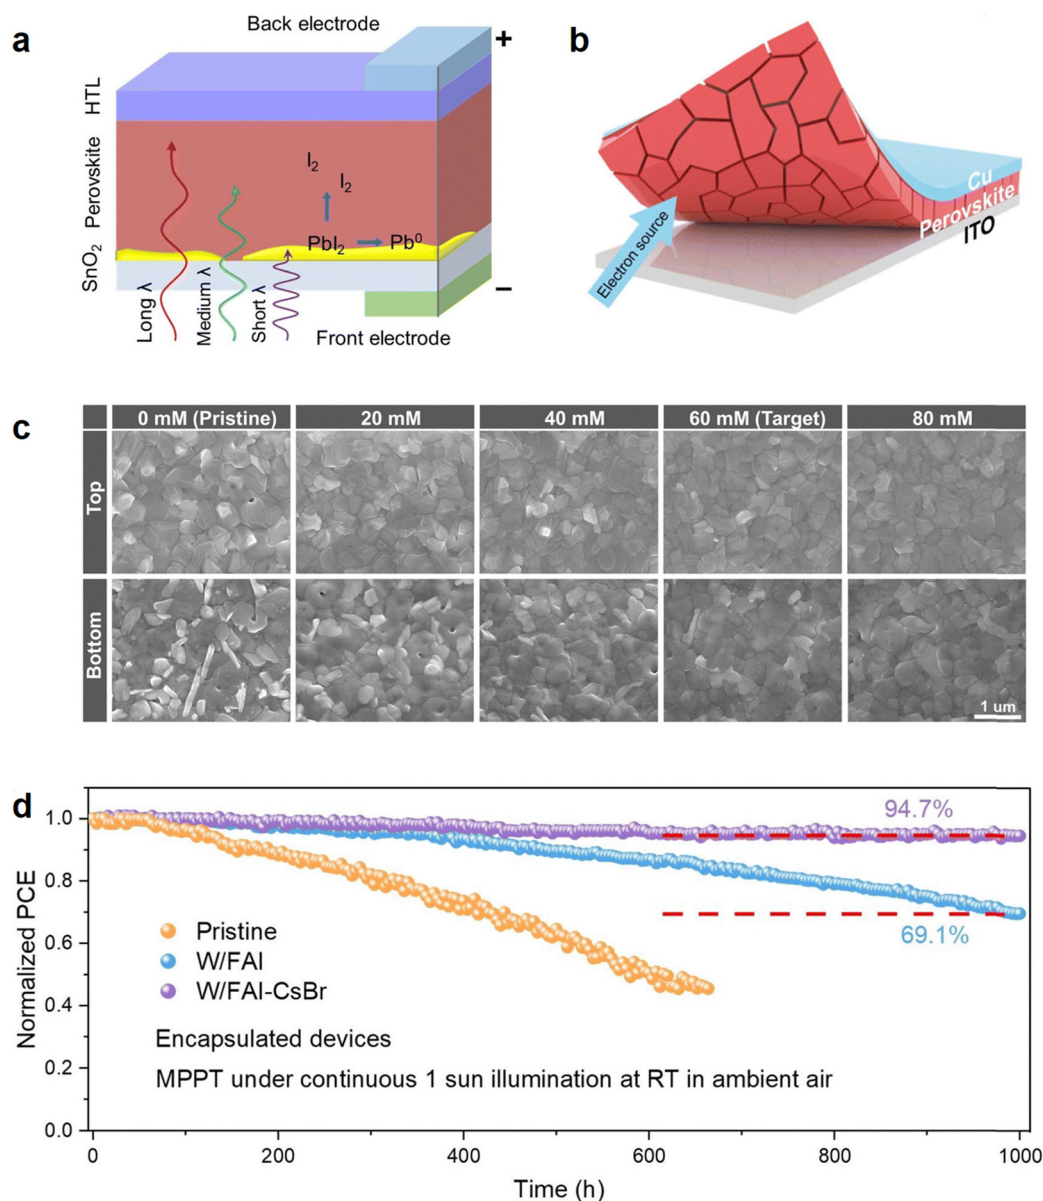 a
Back electrode
+
HTL
Perovskite
SnO₂
I₂
I₂
PbI₂
Pb⁰
Long λ
Medium λ
Short λ
−
Front electrode
b
Cu
Perovskite
ITO
Electron source
c
0 mM (Pristine) 20 mM 40 mM 60 mM (Target) 80 mM
Top
Bottom
1 um
d
Normalized PCE
1.0
0.8
0.6
0.4
0.2
0.0
94.7%
69.1%
Pristine
W/FAI
W/FAI-CsBr
Encapsulated devices
MPPT under continuous 1 sun illumination at RT in ambient air
0 200 400 600 800 1000
Time (h)